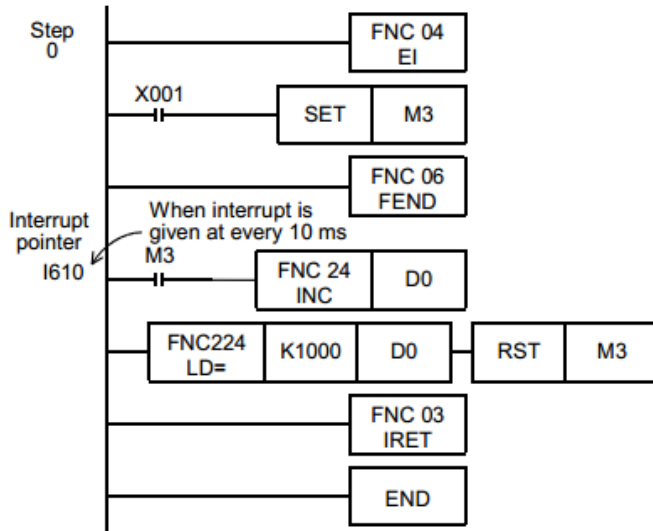 Step
0
FNC 04
EI
X001
SET
M3
FNC 06
FEND
Interrupt
pointer
I610
When interrupt is
given at every 10 ms
M3
FNC 24
INC
D0
FNC224
LD=
K1000
D0
RST
M3
FNC 03
IRET
END